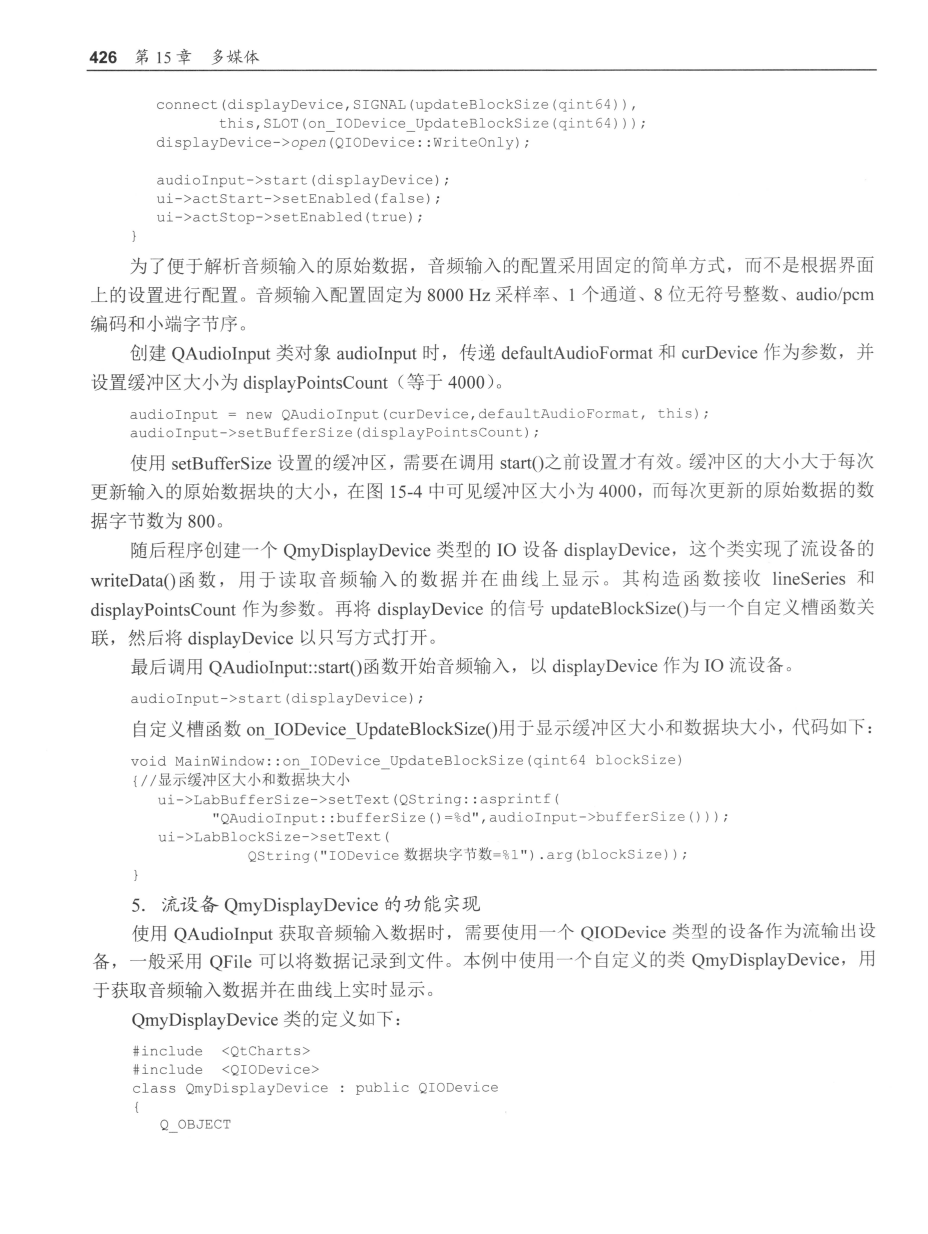 426 第 15 章 多媒体
connect(displayDevice,SIGNAL(updateBlockSize(qint64)),
this,SLOT(on_IODevice_UpdateBlockSize(qint64)));
displayDevice->open(QIODevice::WriteOnly);
audioInput->start(displayDevice);
ui->actStart->setEnabled(false);
ui->actStop->setEnabled(true);
}
为了便于解析音频输入的原始数据，音频输入的配置采用固定的简单方式，而不是根据界面
上的设置进行配置。音频输入配置固定为 8000 Hz 采样率、1 个通道、8 位无符号整数、audio/pcm
编码和小端字节序。
创建 QAudioInput 类对象 audioInput 时，传递 defaultAudioFormat 和 curDevice 作为参数，并
设置缓冲区大小为 displayPointsCount（等于 4000）。
audioInput = new QAudioInput(curDevice,defaultAudioFormat, this);
audioInput->setBufferSize(displayPointsCount);
使用 setBufferSize 设置的缓冲区，需要在调用 start()之前设置才有效。缓冲区的大小大于每次
更新输入的原始数据块的大小，在图 15-4 中可见缓冲区大小为 4000，而每次更新的原始数据的数
据字节数为 800。
随后程序创建一个 QmyDisplayDevice 类型的 IO 设备 displayDevice，这个类实现了流设备的
writeData()函数，用于读取音频输入的数据并在曲线上显示。其构造函数接收 lineSeries 和
displayPointsCount 作为参数。再将 displayDevice 的信号 updateBlockSize()与一个自定义槽函数关
联，然后将 displayDevice 以只写方式打开。
最后调用 QAudioInput::start()函数开始音频输入，以 displayDevice 作为 IO 流设备。
audioInput->start(displayDevice);
自定义槽函数 on_IODevice_UpdateBlockSize()用于显示缓冲区大小和数据块大小，代码如下：
void MainWindow::on_IODevice_UpdateBlockSize(qint64 blockSize)
{//显示缓冲区大小和数据块大小
ui->LabBufferSize->setText(QString::asprintf(
"QAudioInput::bufferSize()=%d",audioInput->bufferSize()));
ui->LabBlockSize->setText(
QString("IODevice 数据块字节数=%1").arg(blockSize));
}
5. 流设备 QmyDisplayDevice 的功能实现
使用 QAudioInput 获取音频输入数据时，需要使用一个 QIODevice 类型的设备作为流输出设
备，一般采用 QFile 可以将数据记录到文件。本例中使用一个自定义的类 QmyDisplayDevice，用
于获取音频输入数据并在曲线上实时显示。
QmyDisplayDevice 类的定义如下：
#include <QtCharts>
#include <QIODevice>
class QmyDisplayDevice : public QIODevice
{
Q_OBJECT